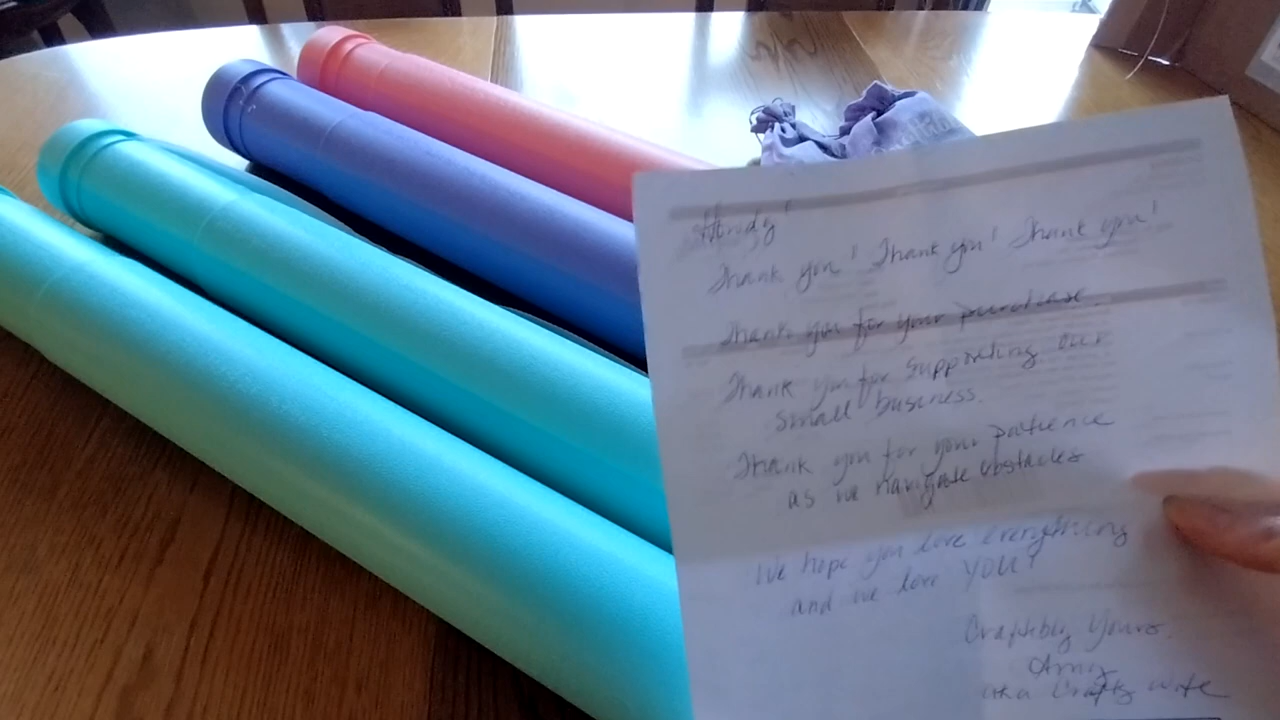 Howdy!
Thank you! Thank you! Thank you!
Thank you for your purchase.
Thank you for supporting our
small business.
Thank you for your patience
as we navigate obstacles
We hope you love everything
and we love YOU!
Craftibly Yours,
Amy
aka Crafty Wife